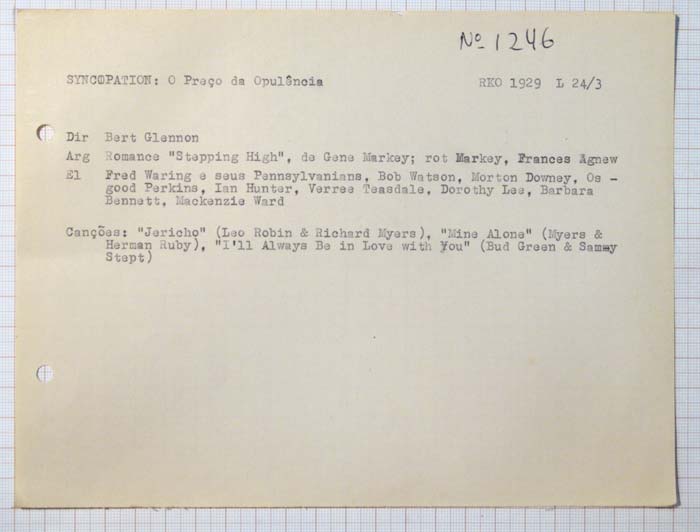 Nº 1246
SYNCOPATION: O Preço da Opulência RKO 1929 L 24/3
Dir Bert Glennon
Arg Romance "Stepping High", de Gene Markey; rot Markey, Frances Agnew
El Fred Waring e seus Pennsylvanians, Bob Watson, Morton Downey, Os-
good Perkins, Ian Hunter, Verree Teasdale, Dorothy Lee, Barbara
Bennett, Mackenzie Ward
Canções: "Jericho" (Leo Robin & Richard Myers), "Mine Alone" (Myers &
Herman Ruby), "I'll Always Be in Love with You" (Bud Green & Sammy
Stept)